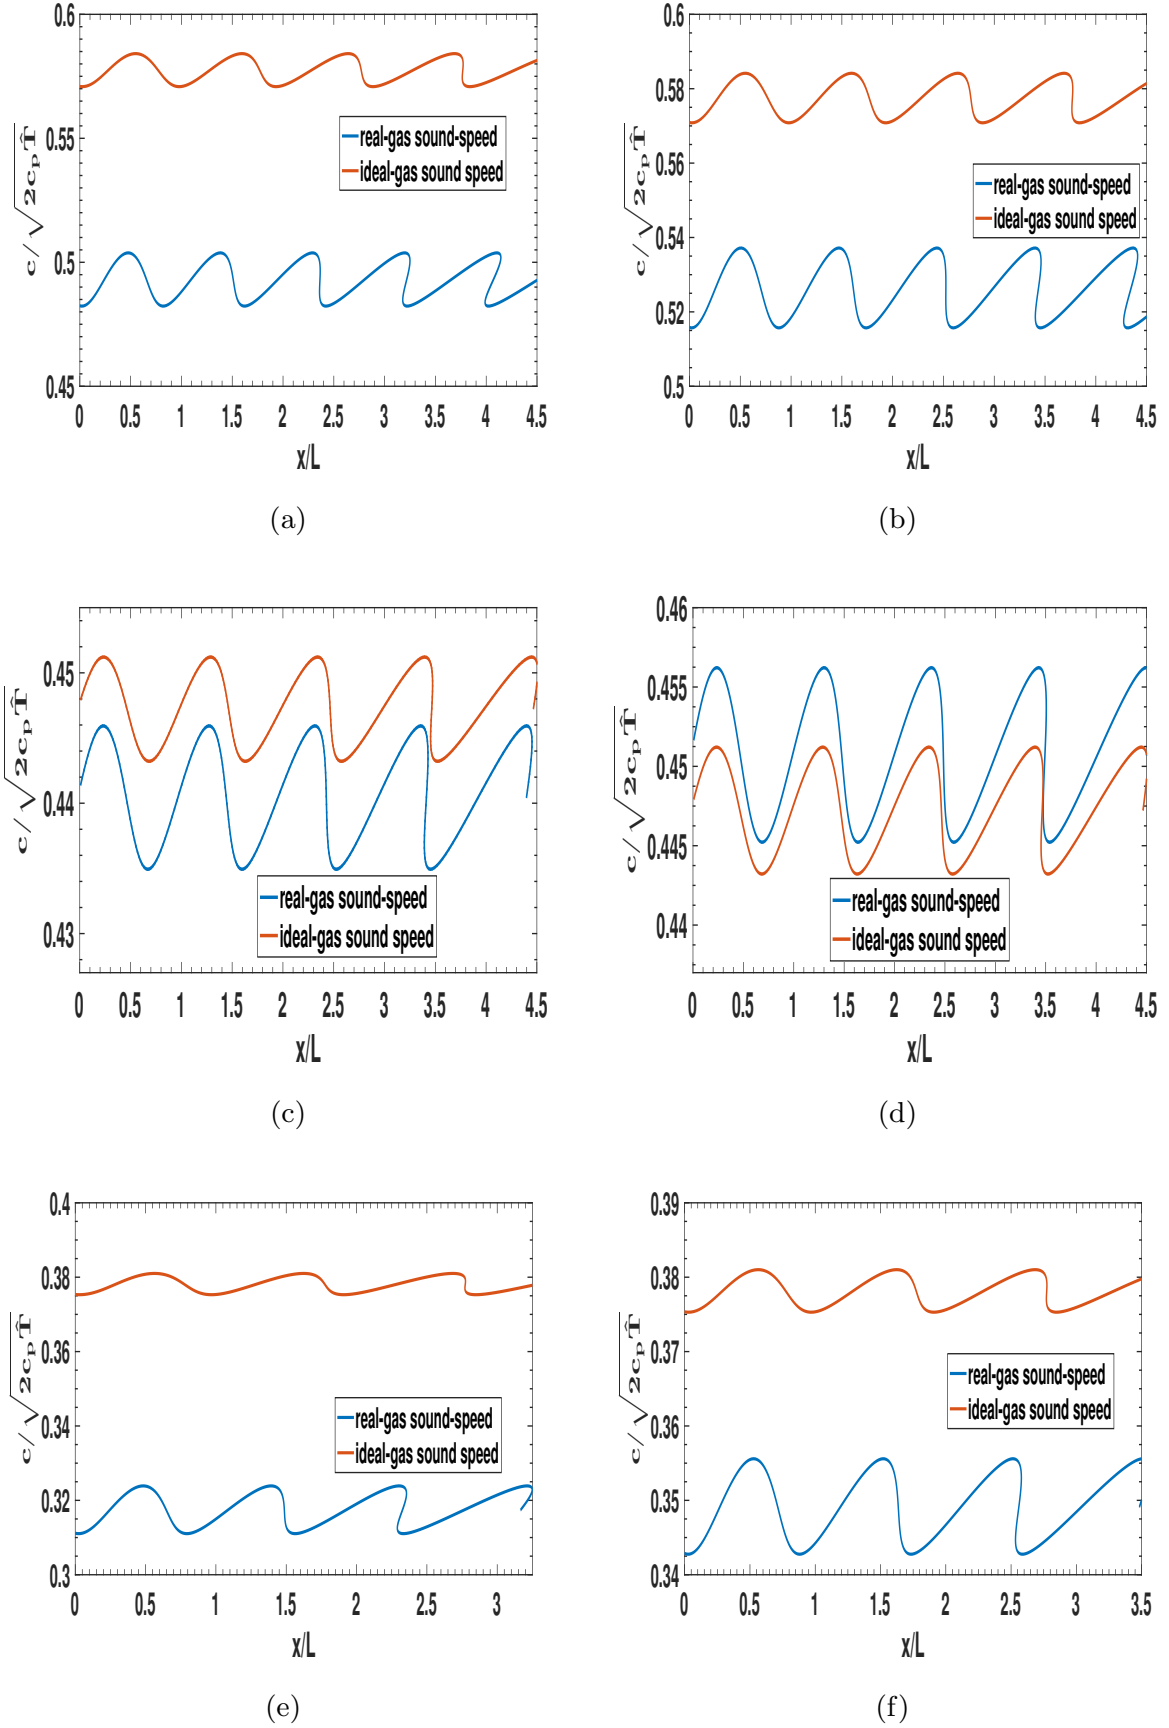 0.6
0.55
0.5
0.45
c/√2c_pT̂
real-gas sound-speed
ideal-gas sound speed
0 0.5 1 1.5 2 2.5 3 3.5 4 4.5
x/L
(a)
0.6
0.58
0.56
0.54
0.52
0.5
c/√2c_pT̂
real-gas sound-speed
ideal-gas sound speed
0 0.5 1 1.5 2 2.5 3 3.5 4 4.5
x/L
(b)
0.45
0.44
0.43
c/√2c_pT̂
real-gas sound-speed
ideal-gas sound speed
0 0.5 1 1.5 2 2.5 3 3.5 4 4.5
x/L
(c)
0.46
0.455
0.45
0.445
0.44
c/√2c_pT̂
real-gas sound-speed
ideal-gas sound speed
0 0.5 1 1.5 2 2.5 3 3.5 4 4.5
x/L
(d)
0.4
0.38
0.36
0.34
0.32
0.3
c/√2c_pT̂
real-gas sound-speed
ideal-gas sound speed
0 0.5 1 1.5 2 2.5 3
x/L
(e)
0.39
0.38
0.37
0.36
0.35
0.34
c/√2c_pT̂
real-gas sound-speed
ideal-gas sound speed
0 0.5 1 1.5 2 2.5 3 3.5
x/L
(f)